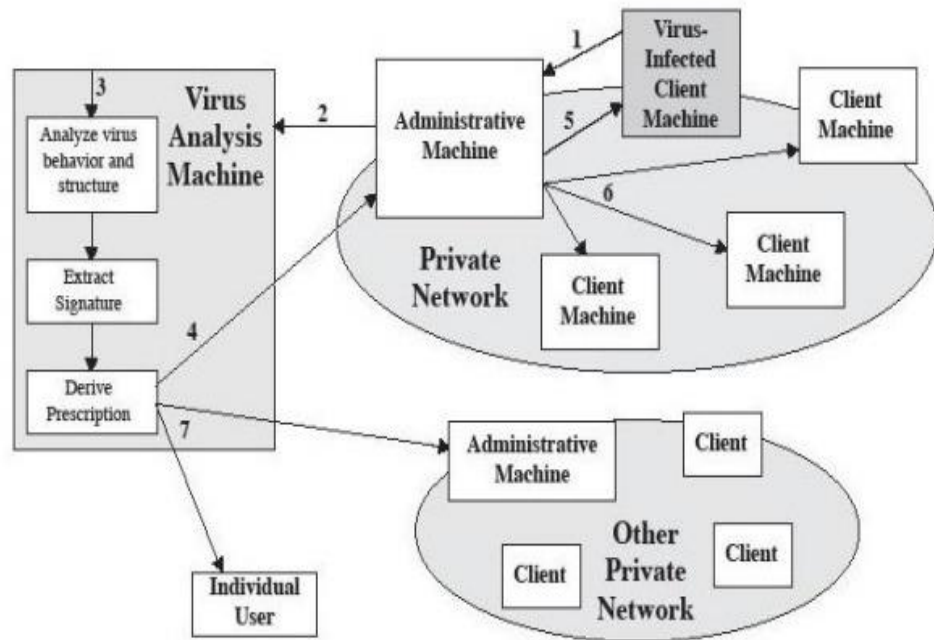 3
Virus
Analysis
Machine
Analyze virus
behavior and
structure
Extract
Signature
Derive
Prescription
2
4
7
1
5
6
Administrative
Machine
Virus-
Infected
Client
Machine
Client
Machine
Client
Machine
Client
Machine
Private
Network
Administrative
Machine
Client
Client
Client
Other
Private
Network
Individual
User